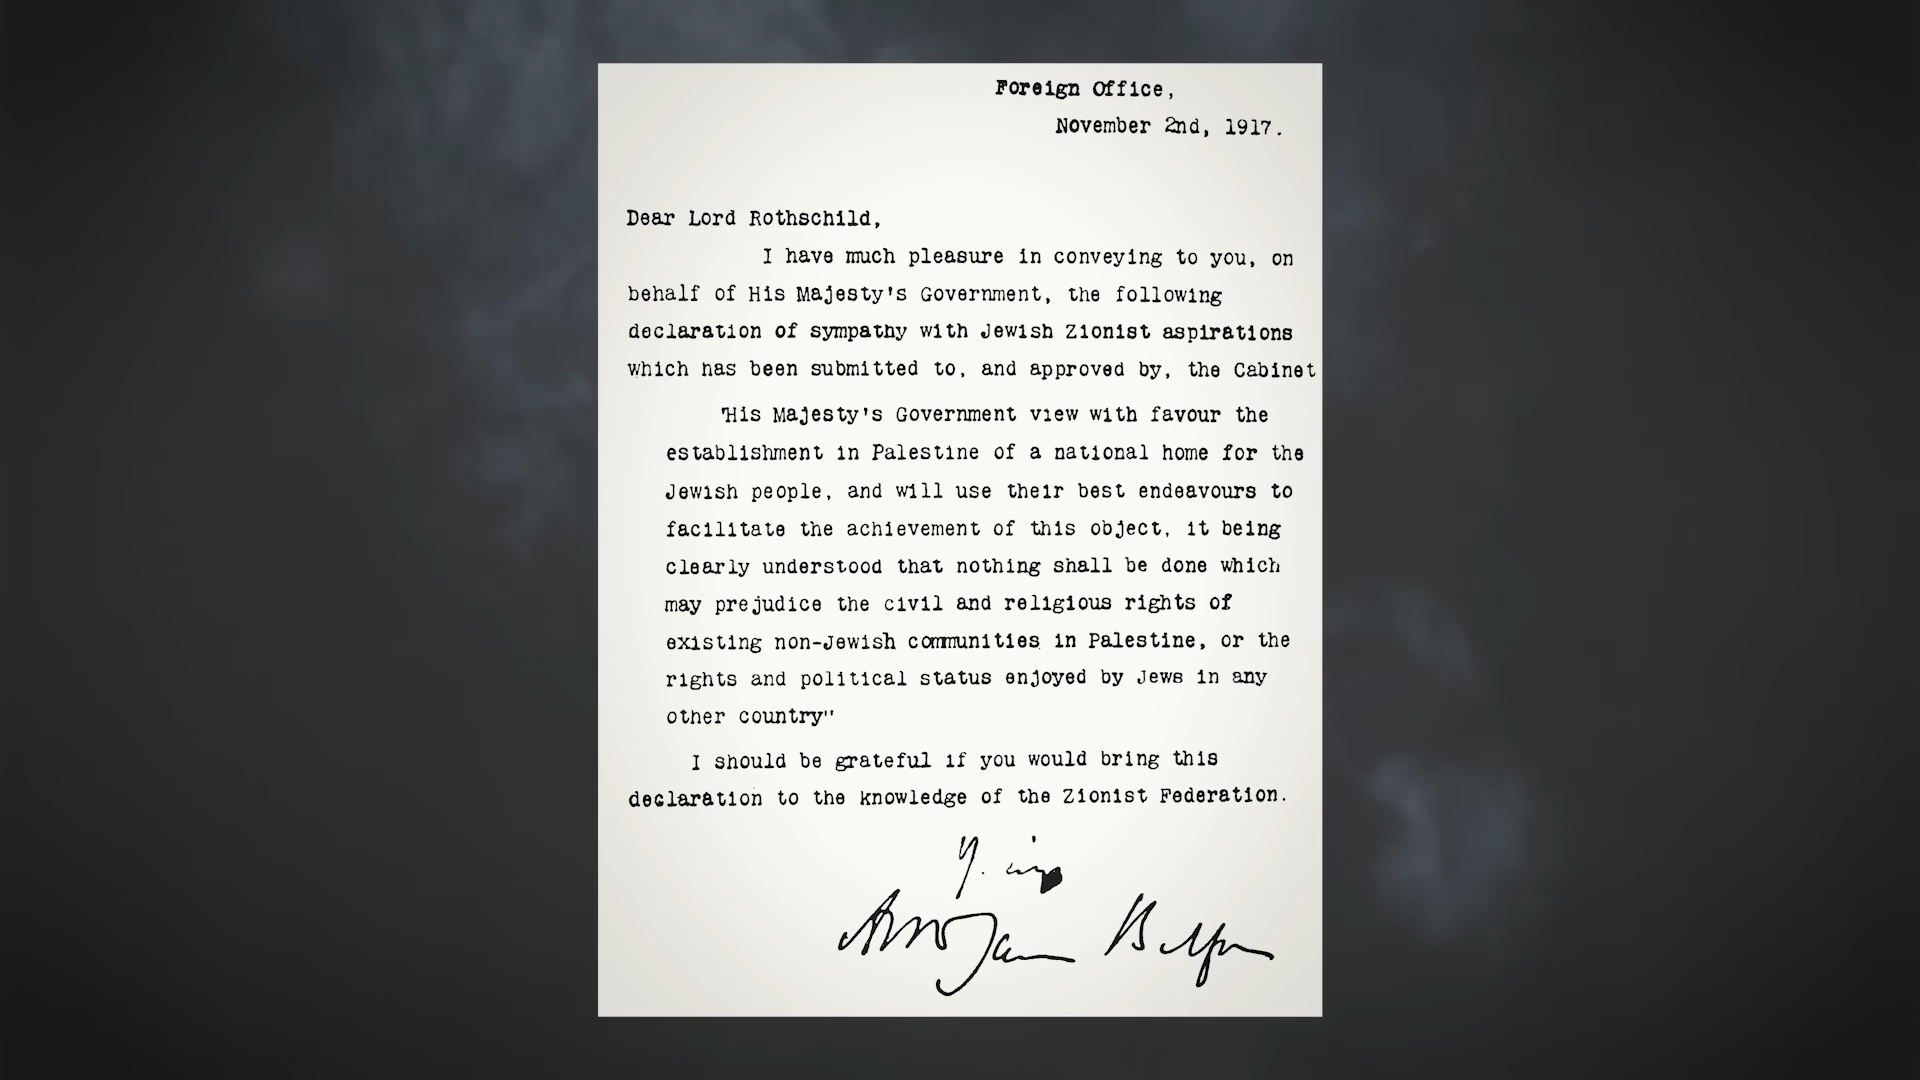 Foreign Office,
November 2nd, 1917.
Dear Lord Rothschild,
I have much pleasure in conveying to you, on
behalf of His Majesty's Government, the following
declaration of sympathy with Jewish Zionist aspirations
which has been submitted to, and approved by, the Cabinet
"His Majesty's Government view with favour the
establishment in Palestine of a national home for the
Jewish people, and will use their best endeavours to
facilitate the achievement of this object, it being
clearly understood that nothing shall be done which
may prejudice the civil and religious rights of
existing non-Jewish communities in Palestine, or the
rights and political status enjoyed by Jews in any
other country"
I should be grateful if you would bring this
declaration to the knowledge of the Zionist Federation.
Balfour